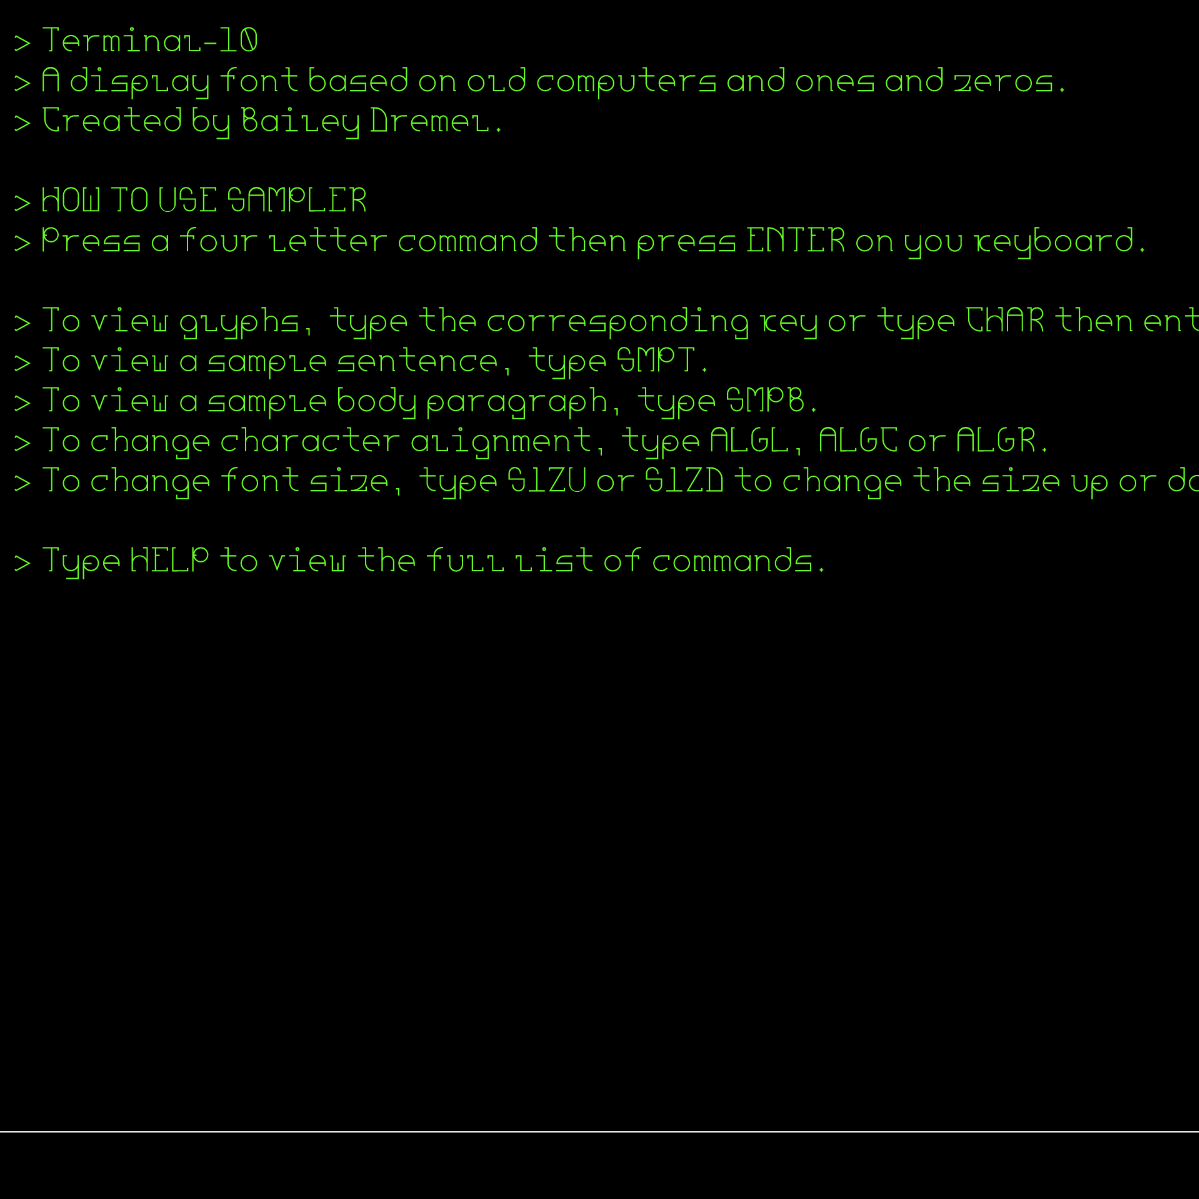 > Terminal-10
> A display font based on old computers and ones and zeros.
> Created by Bailey Dremel.
> HOW TO USE SAMPLER
> Press a four letter command then press ENTER on you keyboard.
> To view glyphs, type the corresponding key or type CHAR then ent
> To view a sample sentence, type SMPT.
> To view a sample body paragraph, type SMPB.
> To change character alignment, type ALGL, ALGC or ALGR.
> To change font size, type SIZU or SIZD to change the size up or do
> Type HELP to view the full list of commands.